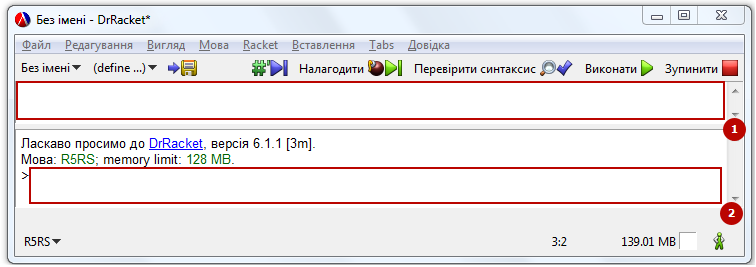 Без імені - DrRacket*
Файл Редагування Вигляд Мова Racket Вставлення Tabs Довідка
Без імені (define ...) #' Налагодити Перевірити синтаксис Виконати Зупинити
1
Ласкаво просимо до DrRacket, версія 6.1.1 [3m].
Мова: R5RS; memory limit: 128 MB.
>
2
R5RS 3:2 139.01 MB